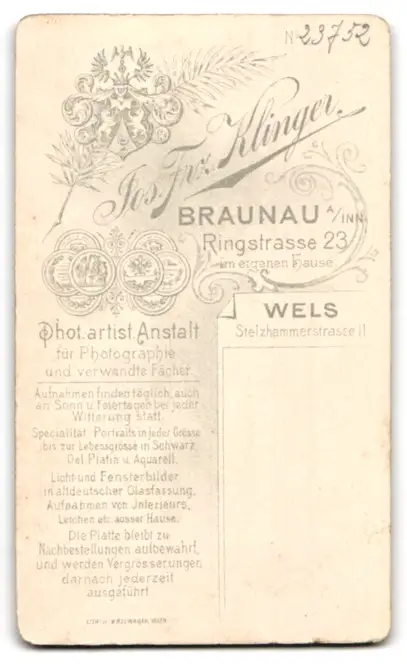 No 23752
Jos. Frz. Klinger.
BRAUNAU A/INN
Ringstrasse 23
im eigenen Hause
WELS
Stelzhammerstrasse 11
Phot. artist. Anstalt
für Photographie
und verwandte Fächer.
Aufnahmen finden täglich, auch
an Sonn u. Feiertagen bei jeder
Witterung statt.
Specialität Portraits in jeder Grösse
bis zur Lebensgrösse in Schwarz
Oel Platin u. Aquarell.
Licht und Fensterbilder
in altdeutscher Glasfassung.
Aufnahmen von Interieurs,
Leichen etc. ausser Hause.
Die Platte bleibt zu
Nachbestellungen aufbewahrt,
und werden Vergrösserungen
darnach jederzeit
ausgeführt